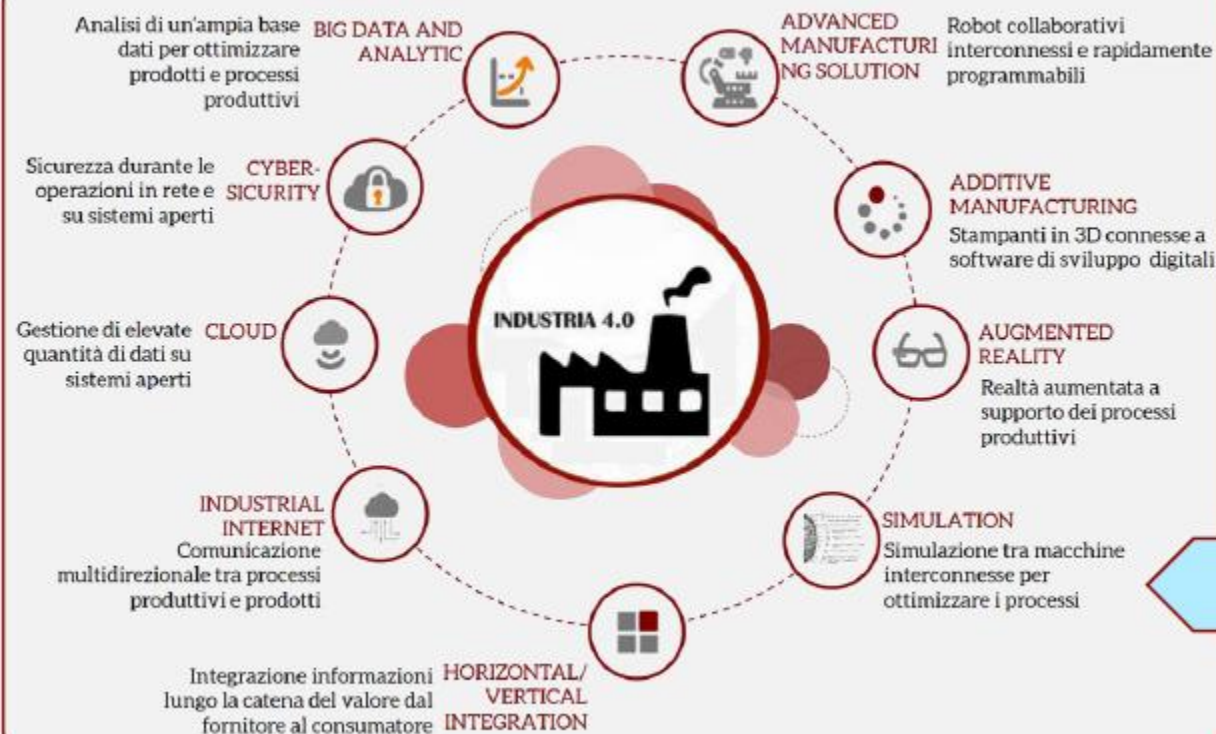 Analisi di un'ampia base
dati per ottimizzare
prodotti e processi
produttivi
BIG DATA AND
ANALYTIC
ADVANCED
MANUFACTURI
NG SOLUTION
Robot collaborativi
interconnessi e rapidamente
programmabili
Sicurezza durante le
operazioni in rete e
su sistemi aperti
CYBER-
SICURITY
ADDITIVE
MANUFACTURING
Stampanti in 3D connesse a
software di sviluppo digitali
INDUSTRIA 4.0
Gestione di elevate
quantità di dati su
sistemi aperti
CLOUD
AUGMENTED
REALITY
Realtà aumentata a
supporto dei processi
produttivi
INDUSTRIAL
INTERNET
Comunicazione
multidirezionale tra processi
produttivi e prodotti
SIMULATION
Simulazione tra macchine
interconnesse per
ottimizzare i processi
Integrazione informazioni
lungo la catena del valore dal
fornitore al consumatore
HORIZONTAL/
VERTICAL
INTEGRATION